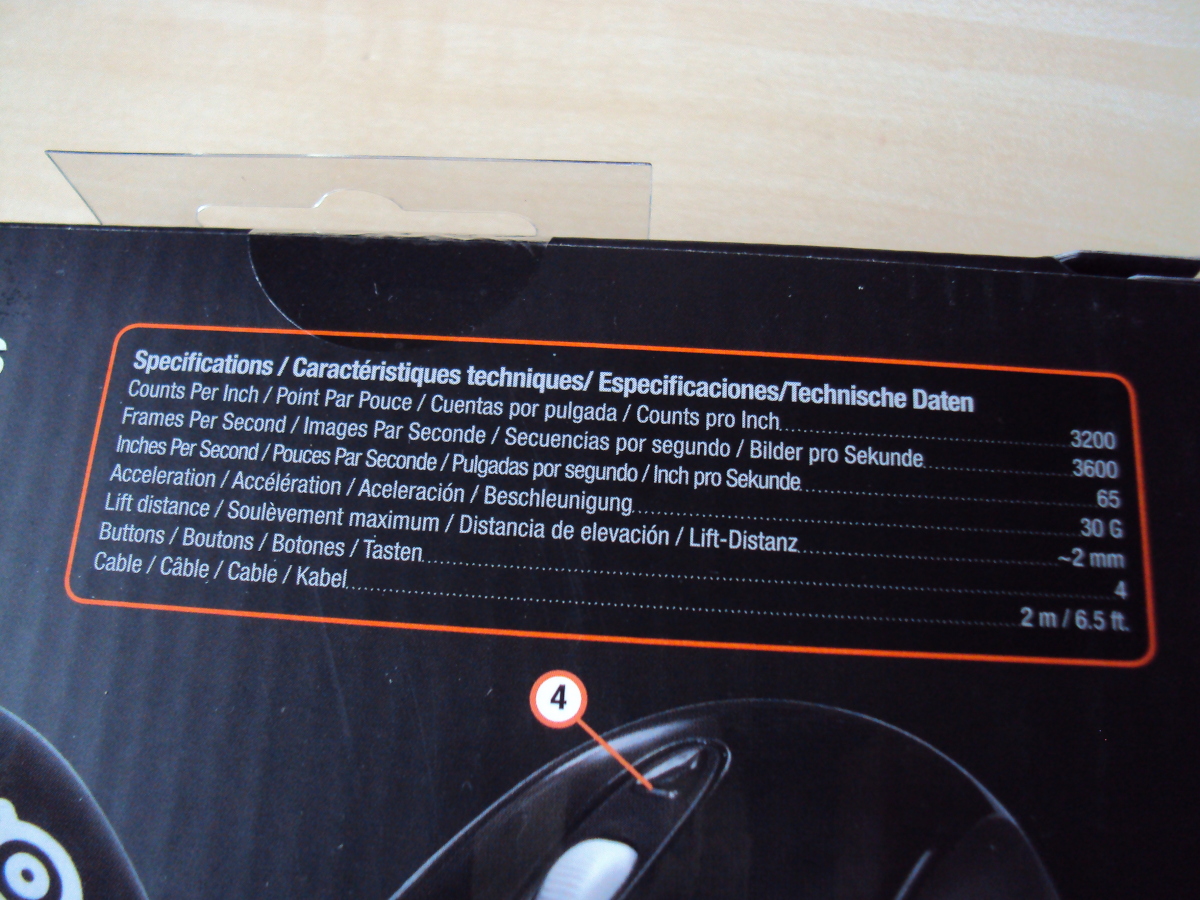 S
Specifications / Caractéristiques techniques/ Especificaciones/Technische Daten
Counts Per Inch / Point Par Pouce / Cuentas por pulgada / Counts pro Inch 3200
Frames Per Second / Images Par Seconde / Secuencias por segundo / Bilder pro Sekunde 3600
Inches Per Second / Pouces Par Seconde / Pulgadas por segundo / Inch pro Sekunde 65
Acceleration / Accélération / Aceleración / Beschleunigung 30 G
Lift distance / Soulèvement maximum / Distancia de elevación / Lift-Distanz ~2 mm
Buttons / Boutons / Botones / Tasten 4
Cable / Câble / Cable / Kabel 2 m / 6.5 ft.
4